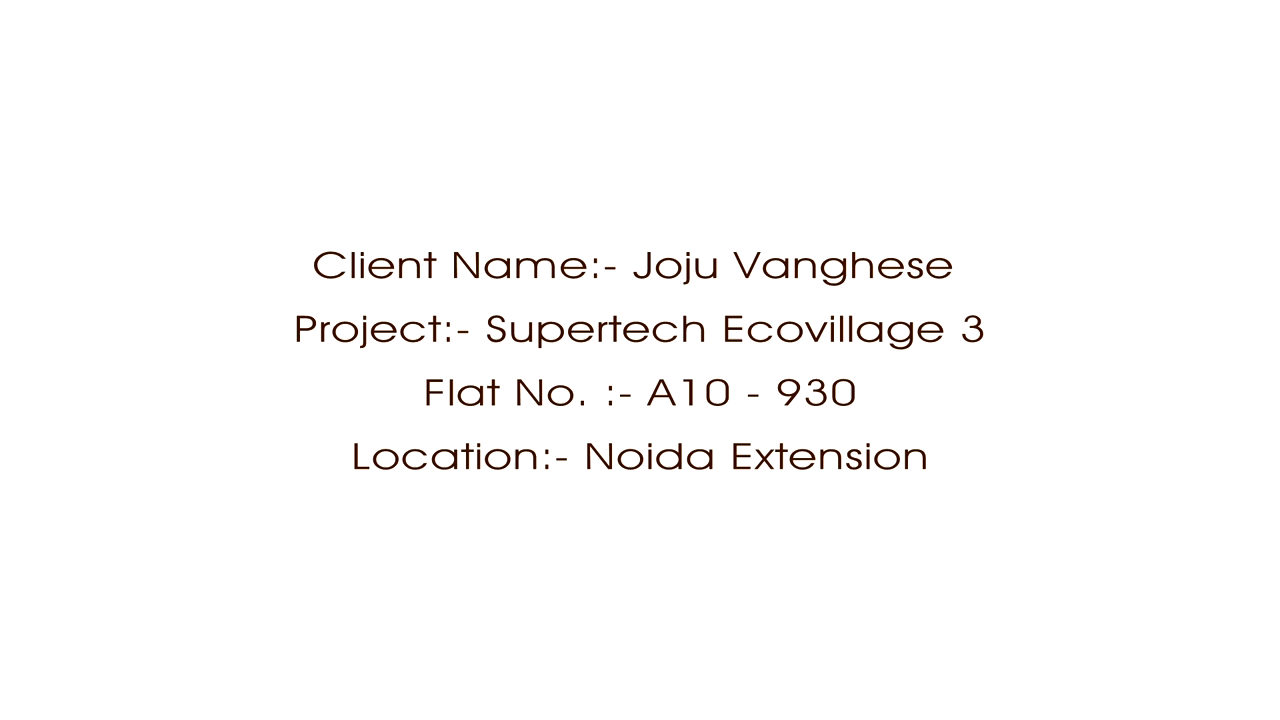 Client Name:- Joju Vanghese
Project:- Supertech Ecovillage 3
Flat No. :- A10 - 930
Location:- Noida Extension